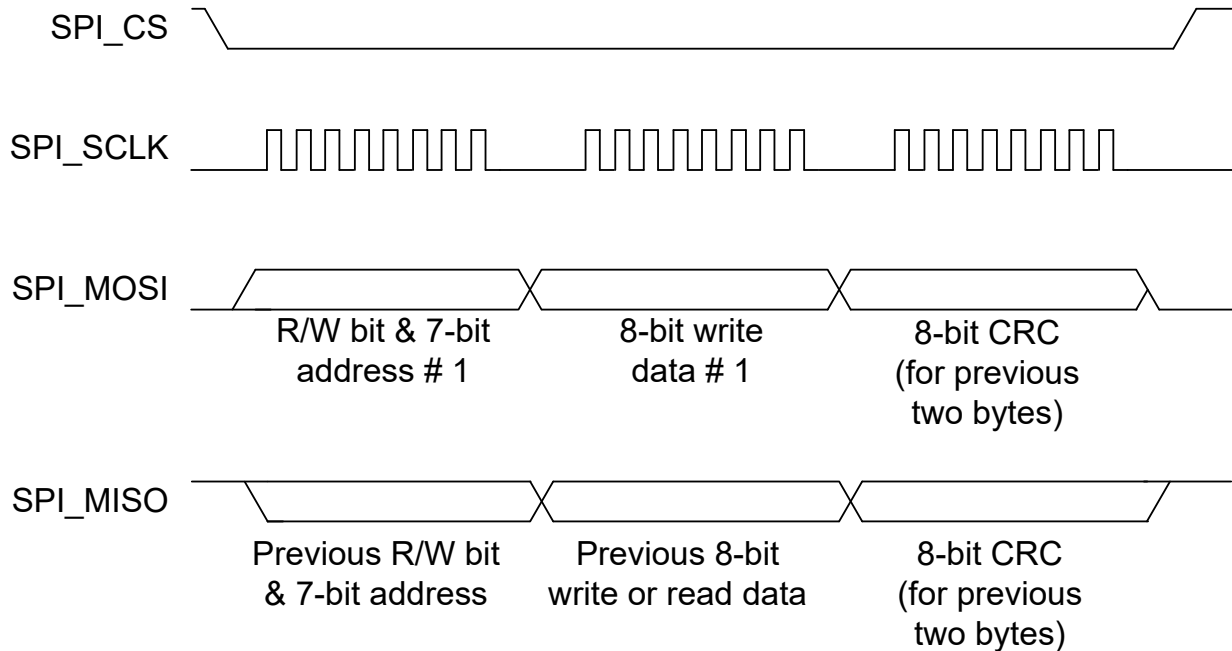 SPI_CS
SPI_SCLK
SPI_MOSI
R/W bit & 7-bit
address # 1
8-bit write
data # 1
8-bit CRC
(for previous
two bytes)
SPI_MISO
Previous R/W bit
& 7-bit address
Previous 8-bit
write or read data
8-bit CRC
(for previous
two bytes)